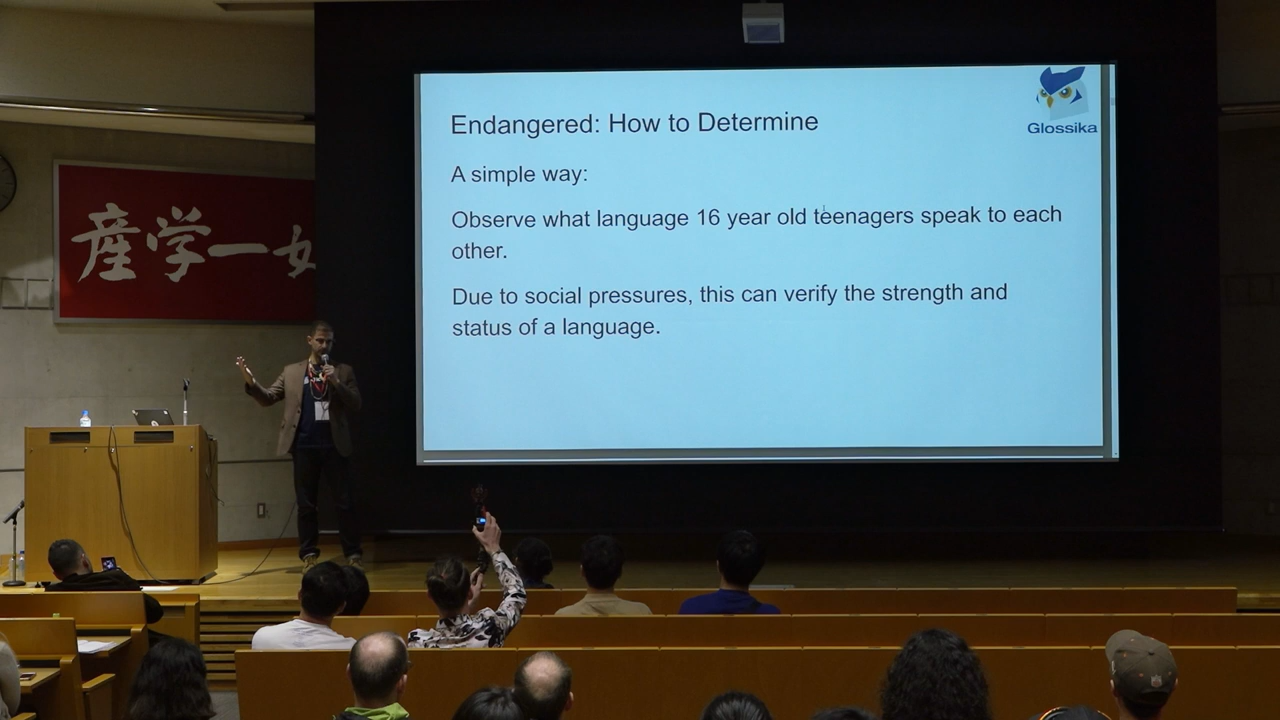 Endangered: How to Determine
Glossika
A simple way:
Observe what language 16 year old teenagers speak to each
other.
Due to social pressures, this can verify the strength and
status of a language.
産学一